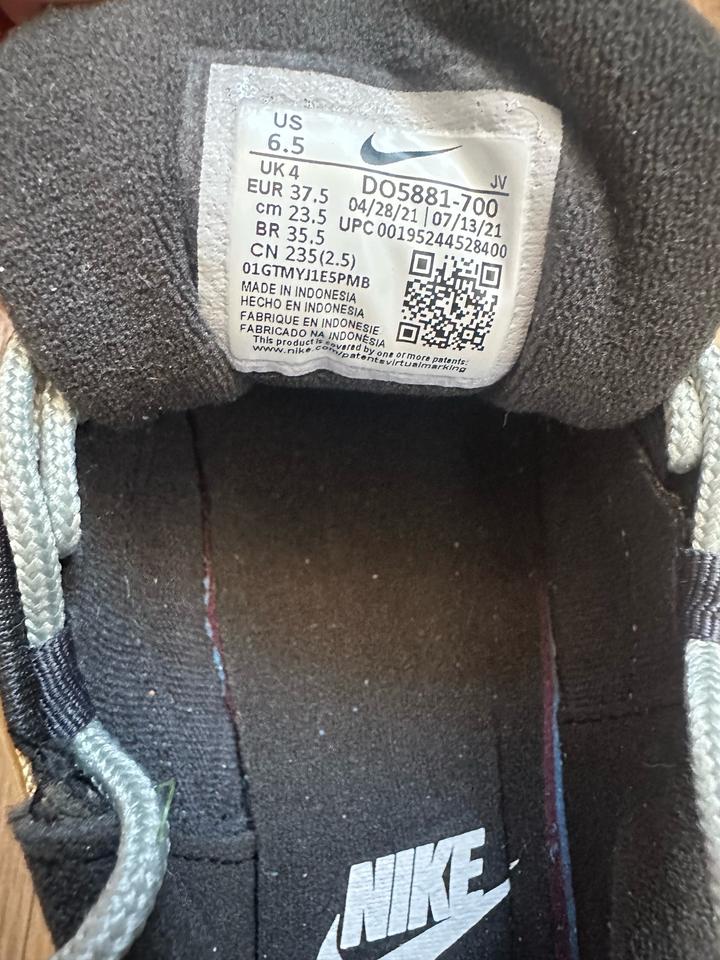 US
6.5
UK 4
EUR 37.5
cm 23.5
BR 35.5
CN 235(2.5)
JV
DO5881-700
04/28/21 | 07/13/21
UPC 00195244528400
01GTMYJ1E5PMB
MADE IN INDONESIA
HECHO EN INDONESIA
FABRIQUE EN INDONESIE
FABRICADO NA INDONÉSIA
This product is covered by one or more patents:
www.nike.com/patentsvirtualmarking
NIKE